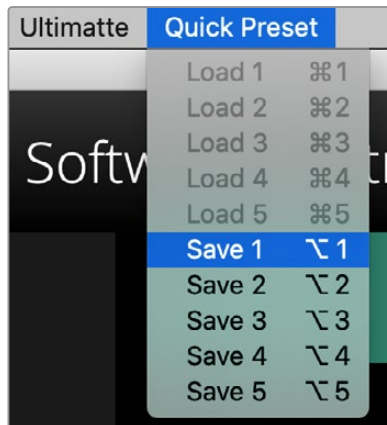 Ultimatte Quick Preset
Load 1 ⌘1
Load 2 ⌘2
Load 3 ⌘3
Load 4 ⌘4
Load 5 ⌘5
Save 1 ⌥1
Save 2 ⌥2
Save 3 ⌥3
Save 4 ⌥4
Save 5 ⌥5